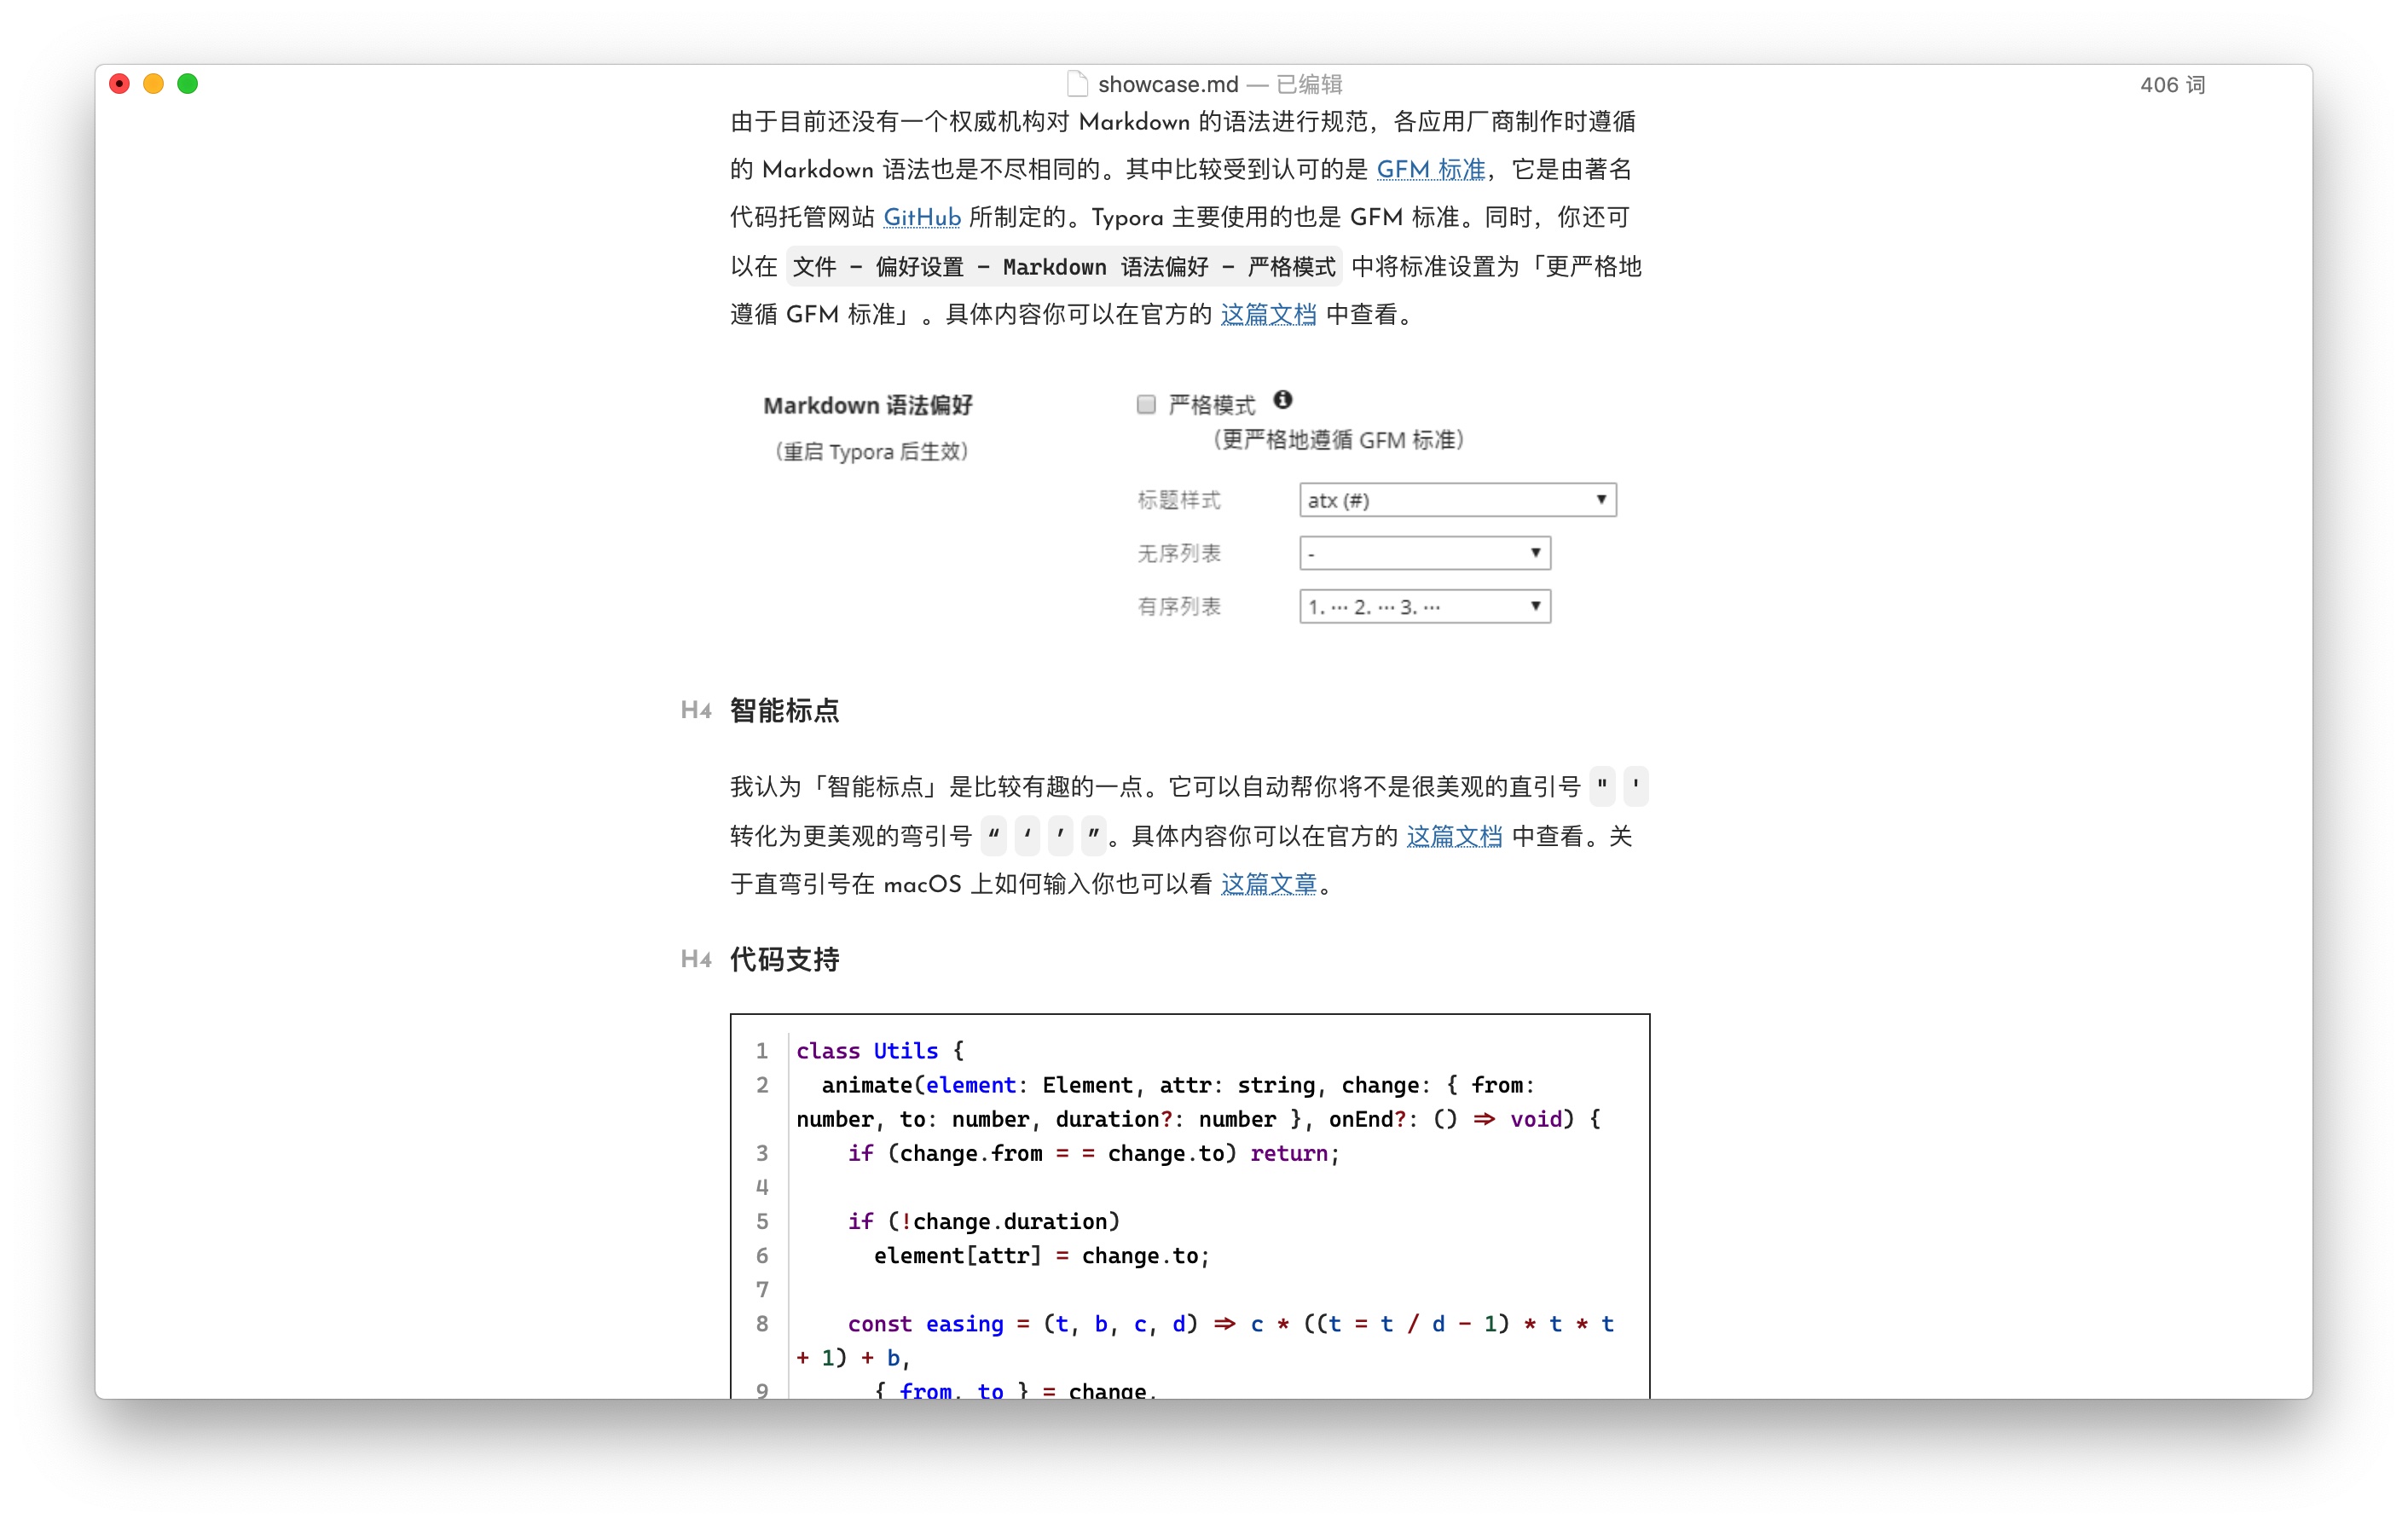 showcase.md — 已编辑
406 词
由于目前还没有一个权威机构对 Markdown 的语法进行规范，各应用厂商制作时遵循
的 Markdown 语法也是不尽相同的。其中比较受到认可的是 GFM 标准，它是由著名
代码托管网站 GitHub 所制定的。Typora 主要使用的也是 GFM 标准。同时，你还可
以在 文件 - 偏好设置 - Markdown 语法偏好 - 严格模式 中将标准设置为「更严格地
遵循 GFM 标准」。具体内容你可以在官方的 这篇文档 中查看。
Markdown 语法偏好
（重启 Typora 后生效）
严格模式
（更严格地遵循 GFM 标准）
标题样式 atx (#)
无序列表 -
有序列表 1. ··· 2. ··· 3. ···
H4 智能标点
我认为「智能标点」是比较有趣的一点。它可以自动帮你将不是很美观的直引号 " '
转化为更美观的弯引号 “ ‘ ’ ”。具体内容你可以在官方的 这篇文档 中查看。关
于直弯引号在 macOS 上如何输入你也可以看 这篇文章。
H4 代码支持
1 class Utils {
2 animate(element: Element, attr: string, change: { from:
number, to: number, duration?: number }, onEnd?: () ⇒ void) {
3 if (change.from = = change.to) return;
4
5 if (!change.duration)
6 element[attr] = change.to;
7
8 const easing = (t, b, c, d) ⇒ c * ((t = t / d - 1) * t * t
+ 1) + b,
9 { from, to } = change,